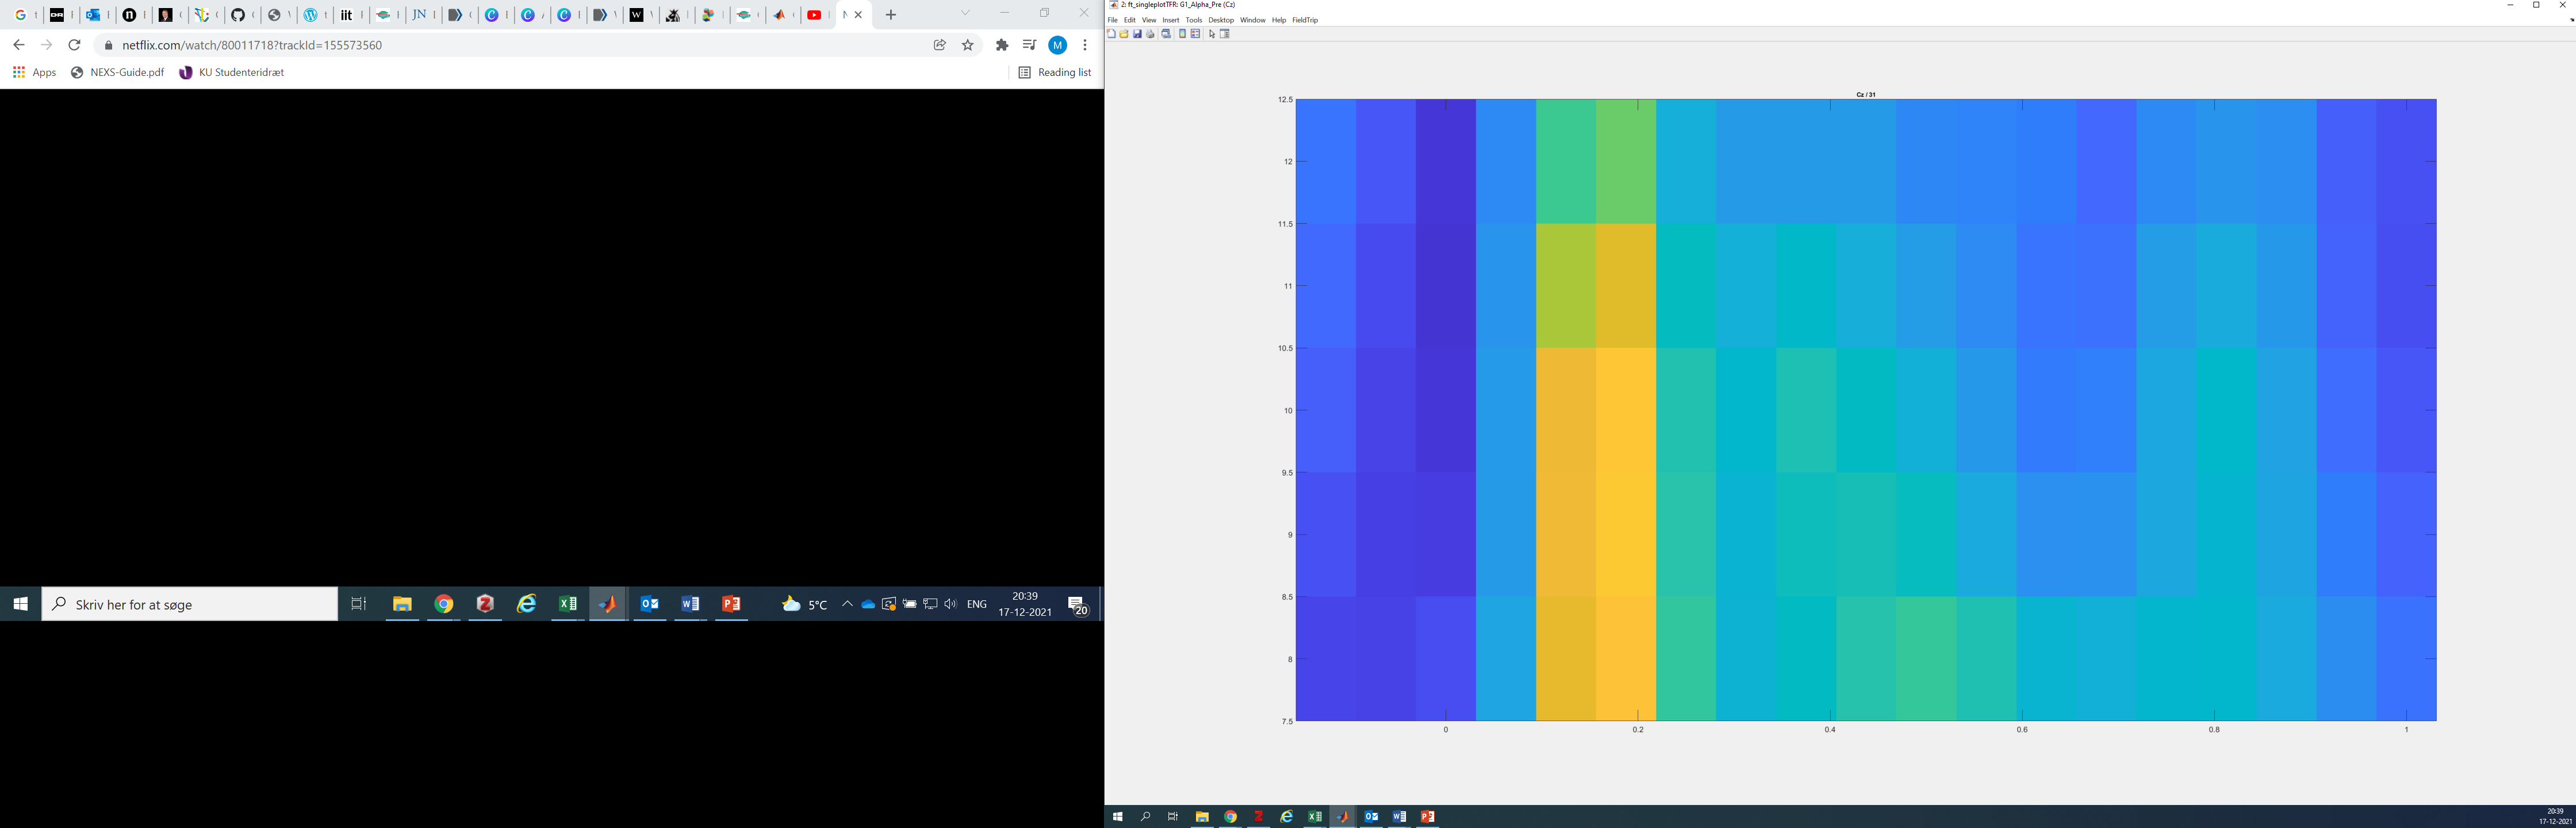 netflix.com/watch/80011718?trackId=155573560
M
Apps
NEXS-Guide.pdf
KU Studenteridræt
Reading list
Skriv her for at søge
5°C
ENG
20:39
17-12-2021
20
2: ft_singleplotTFR: G1_Alpha_Pre (Cz)
File Edit View Insert Tools Desktop Window Help FieldTrip
Cz / 31
12.5
12
11.5
11
10.5
10
9.5
9
8.5
8
7.5
0 0.2 0.4 0.6 0.8 1
20:39
17-12-2021